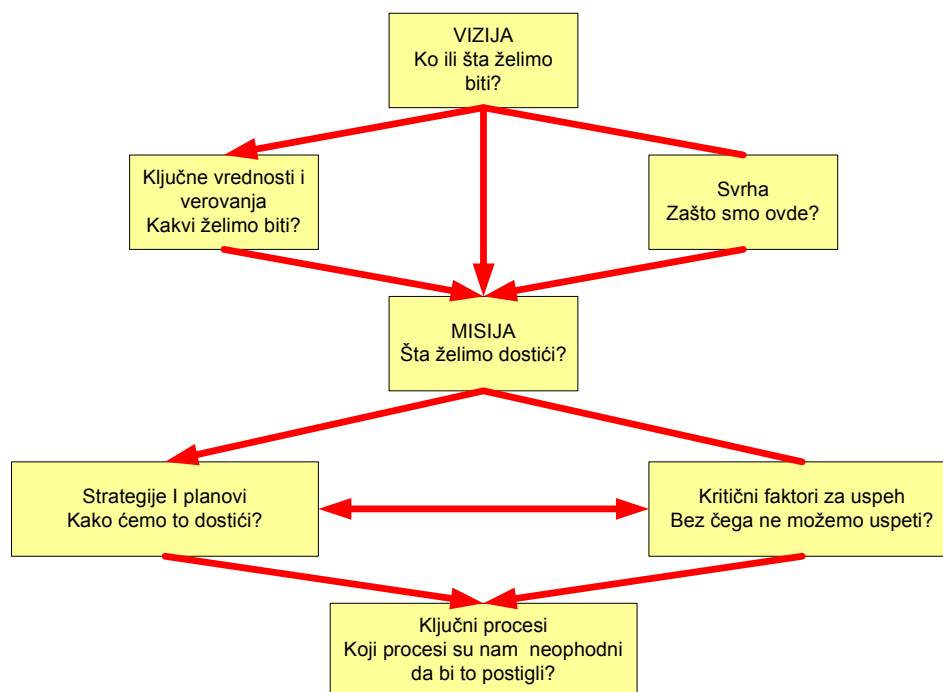 VIZIJA
Ko ili šta želimo
biti?
Ključne vrednosti i
verovanja
Kakvi želimo biti?
Svrha
Zašto smo ovde?
MISIJA
Šta želimo dostići?
Strategije I planovi
Kako ćemo to dostići?
Kritični faktori za uspeh
Bez čega ne možemo uspeti?
Ključni procesi
Koji procesi su nam neophodni
da bi to postigli?